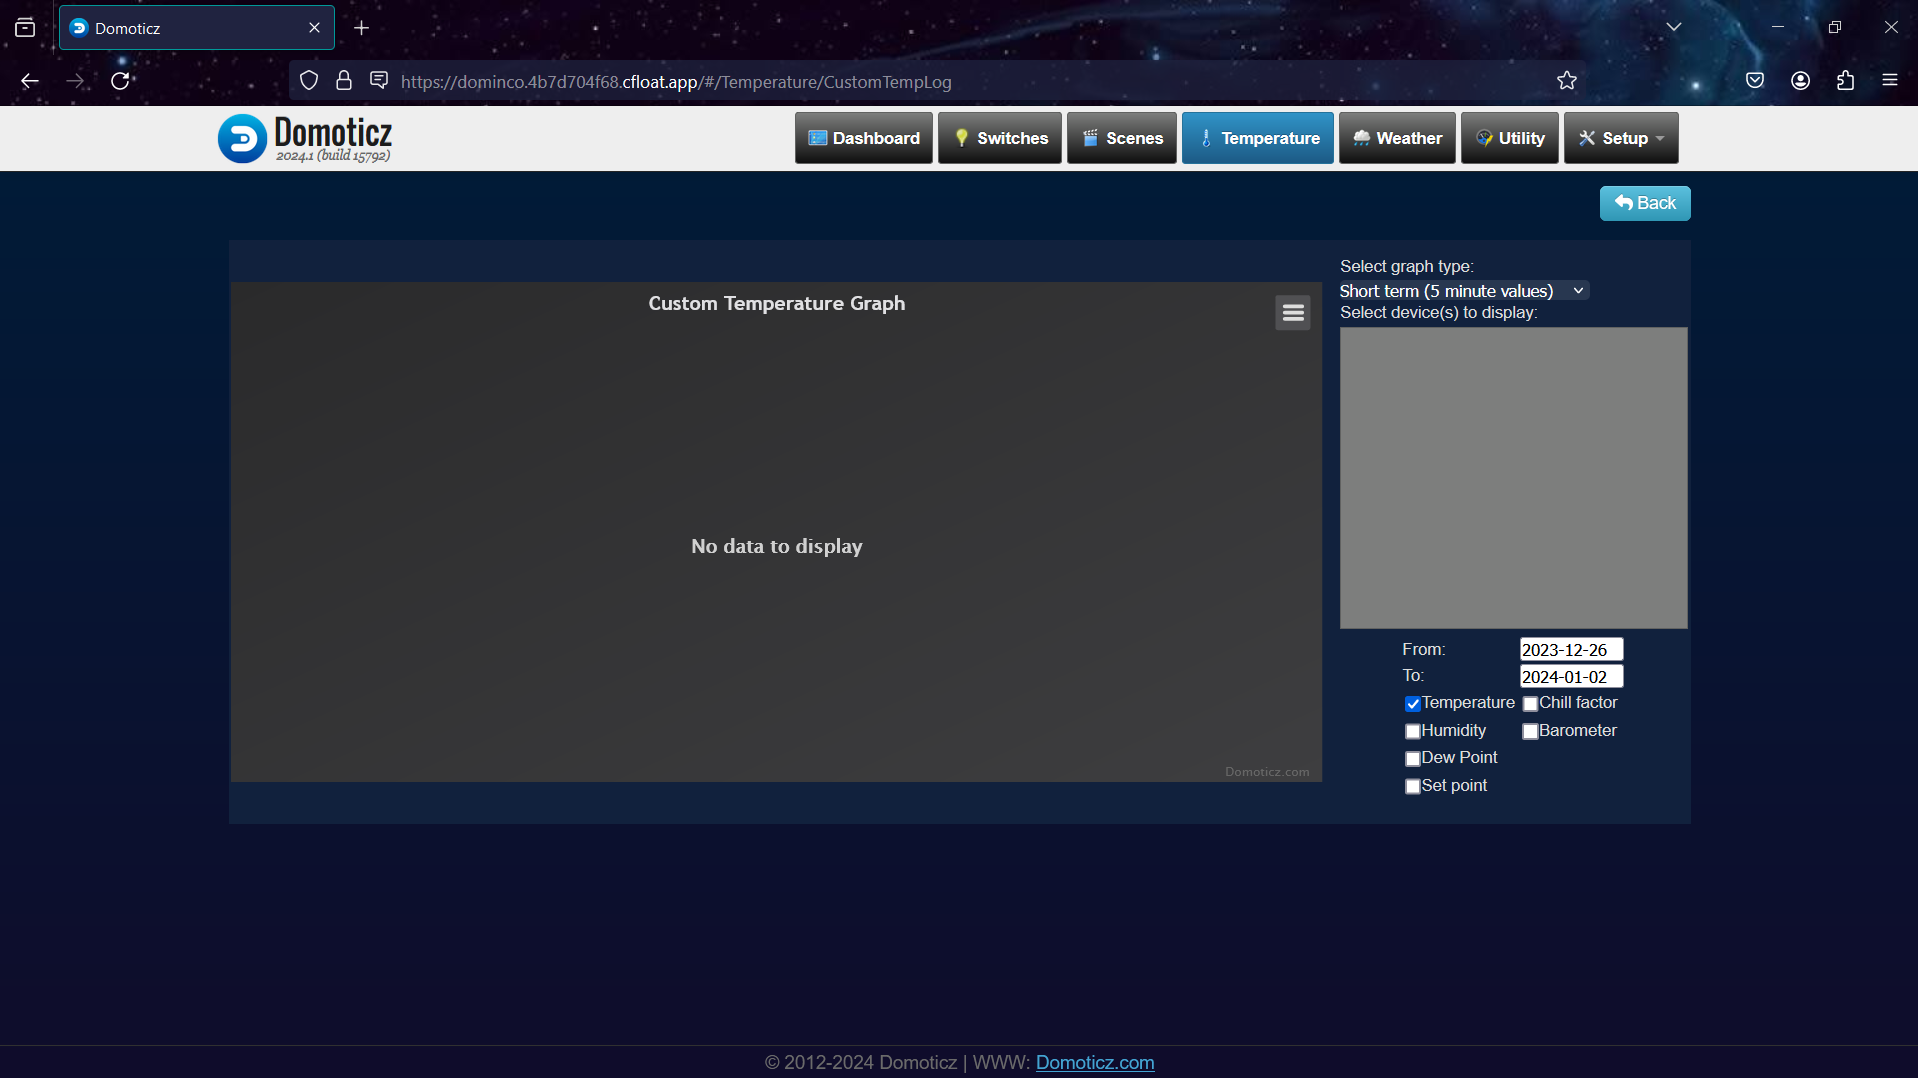 Domoticz
https://dominco.4b7d704f68.cfloat.app/#/Temperature/CustomTempLog
Domoticz
2024.1 (build 15792)
Dashboard
Switches
Scenes
Temperature
Weather
Utility
Setup
Back
Custom Temperature Graph
No data to display
Domoticz.com
Select graph type:
Short term (5 minute values)
Select device(s) to display:
From: 2023-12-26
To: 2024-01-02
Temperature Chill factor
Humidity Barometer
Dew Point
Set point
© 2012-2024 Domoticz | WWW: Domoticz.com